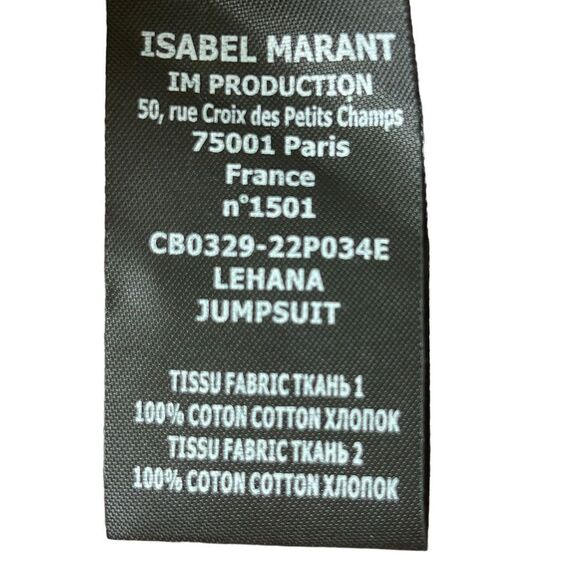 ISABEL MARANT
IM PRODUCTION
50, rue Croix des Petits Champs
75001 Paris
France
n°1501
CB0329-22P034E
LEHANA
JUMPSUIT
TISSU FABRIC ТКАНЬ 1
100% COTON COTTON ХЛОПОК
TISSU FABRIC ТКАНЬ 2
100% COTON COTTON ХЛОПОК